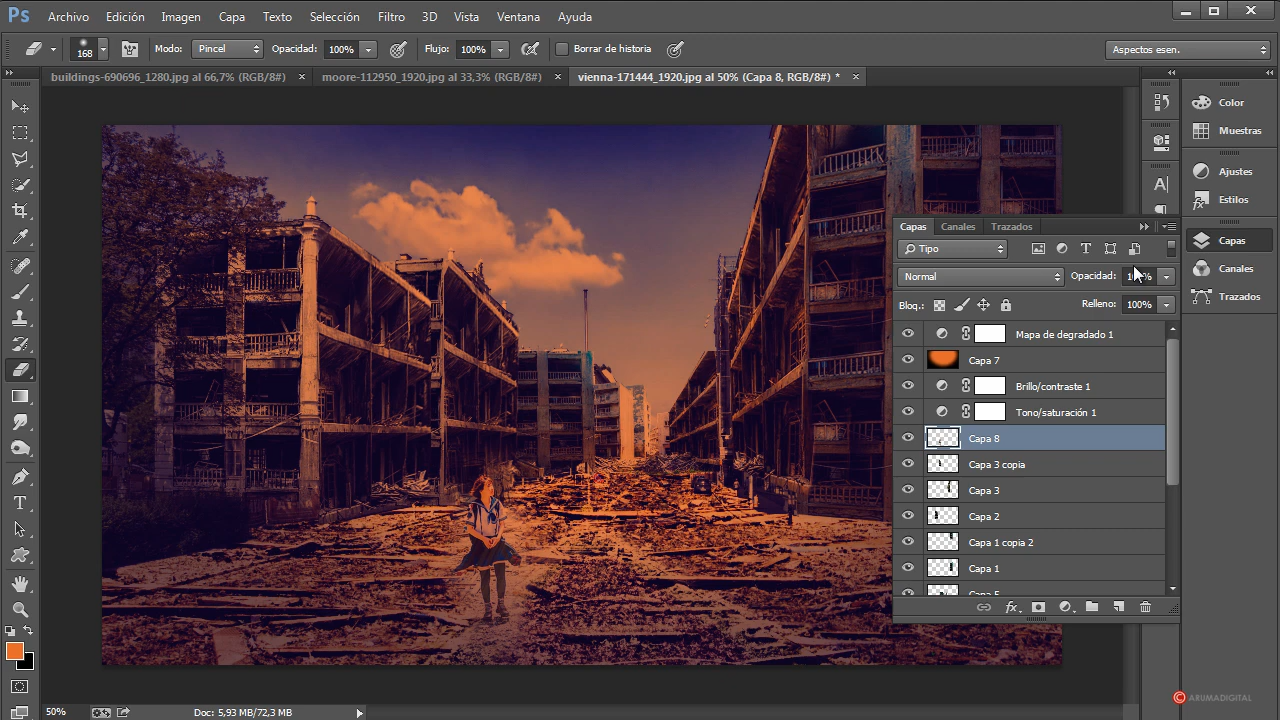 Ps Archivo Edición Imagen Capa Texto Selección Filtro 3D Vista Ventana Ayuda
168 Modo: Pincel Opacidad: 100% Flujo: 100% Borrar de historia Aspectos esen.
buildings-690696_1280.jpg al 66,7% (RGB/8#) × moore-112950_1920.jpg al 33,3% (RGB/8#) × vienna-171444_1920.jpg al 50% (Capa 8, RGB/8#) * ×
Color
Muestras
Ajustes
Estilos
Capas
Canales
Trazados
Capas Canales Trazados
Tipo
Normal Opacidad:
Bloq.: Relleno: 100%
Mapa de degradado 1
Capa 7
Brillo/contraste 1
Tono/saturación 1
Capa 8
Capa 3 copia
Capa 3
Capa 2
Capa 1 copia 2
Capa 1
fx
© ARUMADIGITAL
50% Doc: 5,93 MB/72,3 MB